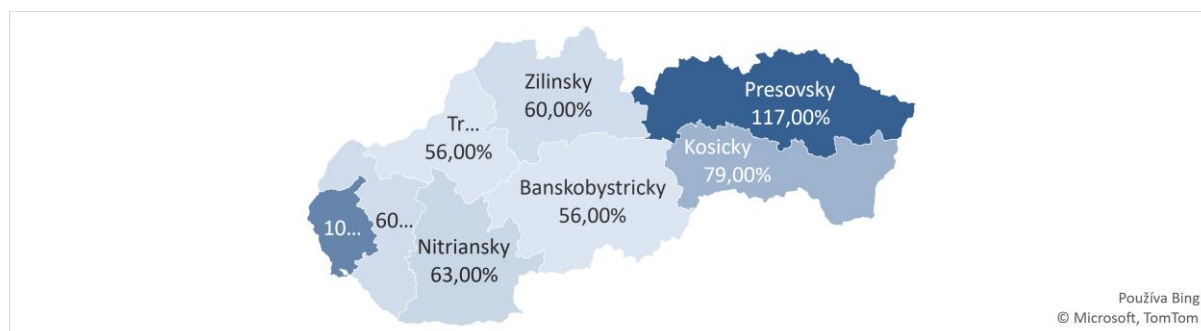 Zilinsky
60,00%
Presovsky
117,00%
Tr...
56,00%
Kosicky
79,00%
Banskobystricky
56,00%
10...
60...
Nitriansky
63,00%
Používa Bing
© Microsoft, TomTom